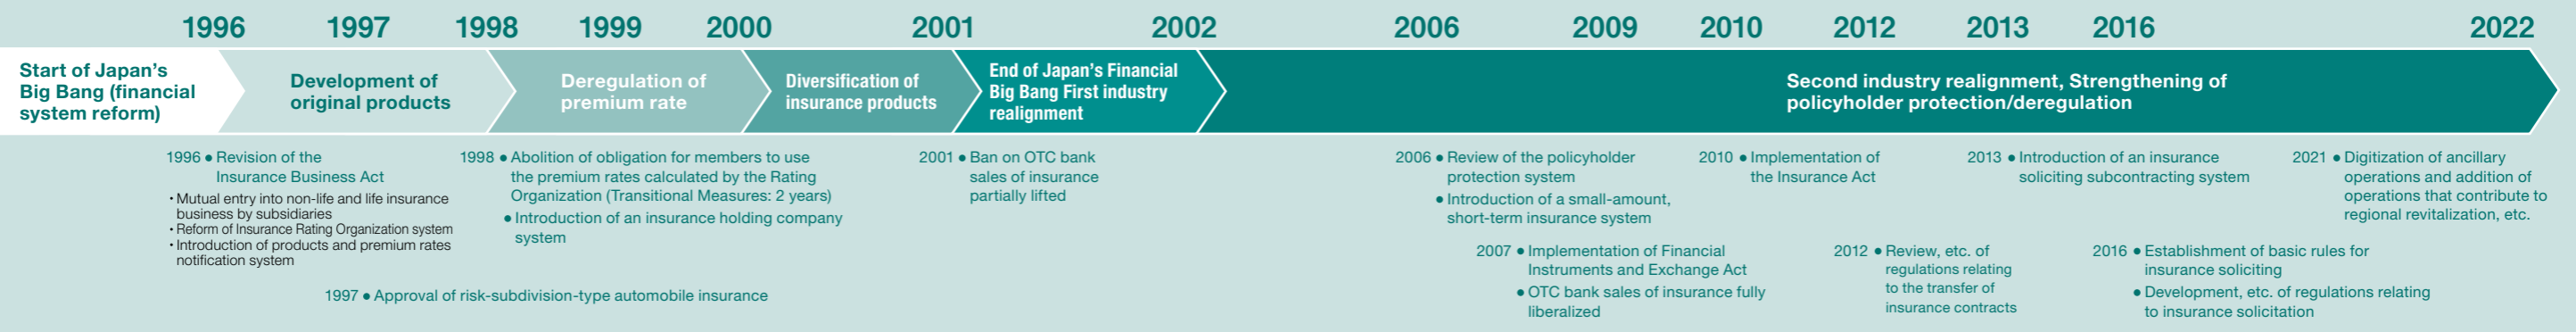 1996 1997 1998 1999 2000 2001 2002 2006 2009 2010 2012 2013 2016 2022
Start of Japan's
Big Bang (financial
system reform)
Development of
original products
Deregulation of
premium rate
Diversification of
insurance products
End of Japan's Financial
Big Bang First industry
realignment
Second industry realignment, Strengthening of
policyholder protection/deregulation
1996 ● Revision of the
Insurance Business Act
・Mutual entry into non-life and life insurance
business by subsidiaries
・Reform of Insurance Rating Organization system
・Introduction of products and premium rates
notification system
1997 ● Approval of risk-subdivision-type automobile insurance
1998 ● Abolition of obligation for members to use
the premium rates calculated by the Rating
Organization (Transitional Measures: 2 years)
● Introduction of an insurance holding company
system
2001 ● Ban on OTC bank
sales of insurance
partially lifted
2006 ● Review of the policyholder
protection system
● Introduction of a small-amount,
short-term insurance system
2007 ● Implementation of Financial
Instruments and Exchange Act
● OTC bank sales of insurance fully
liberalized
2010 ● Implementation of
the Insurance Act
2012 ● Review, etc. of
regulations relating
to the transfer of
insurance contracts
2013 ● Introduction of an insurance
soliciting subcontracting system
2016 ● Establishment of basic rules for
insurance soliciting
● Development, etc. of regulations relating
to insurance solicitation
2021 ● Digitization of ancillary
operations and addition of
operations that contribute to
regional revitalization, etc.